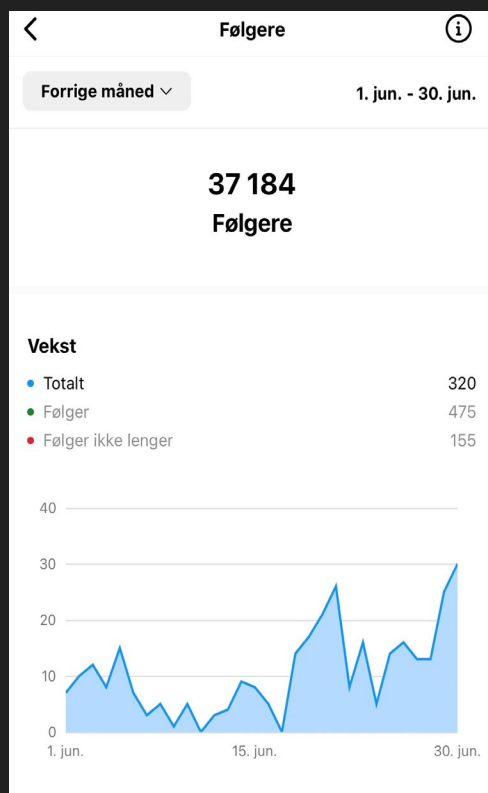 Følgere
Forrige måned
1. jun. - 30. jun.
37 184
Følgere
Vekst
Totalt 320
Følger 475
Følger ikke lenger 155
40
30
20
10
0
1. jun. 15. jun. 30. jun.